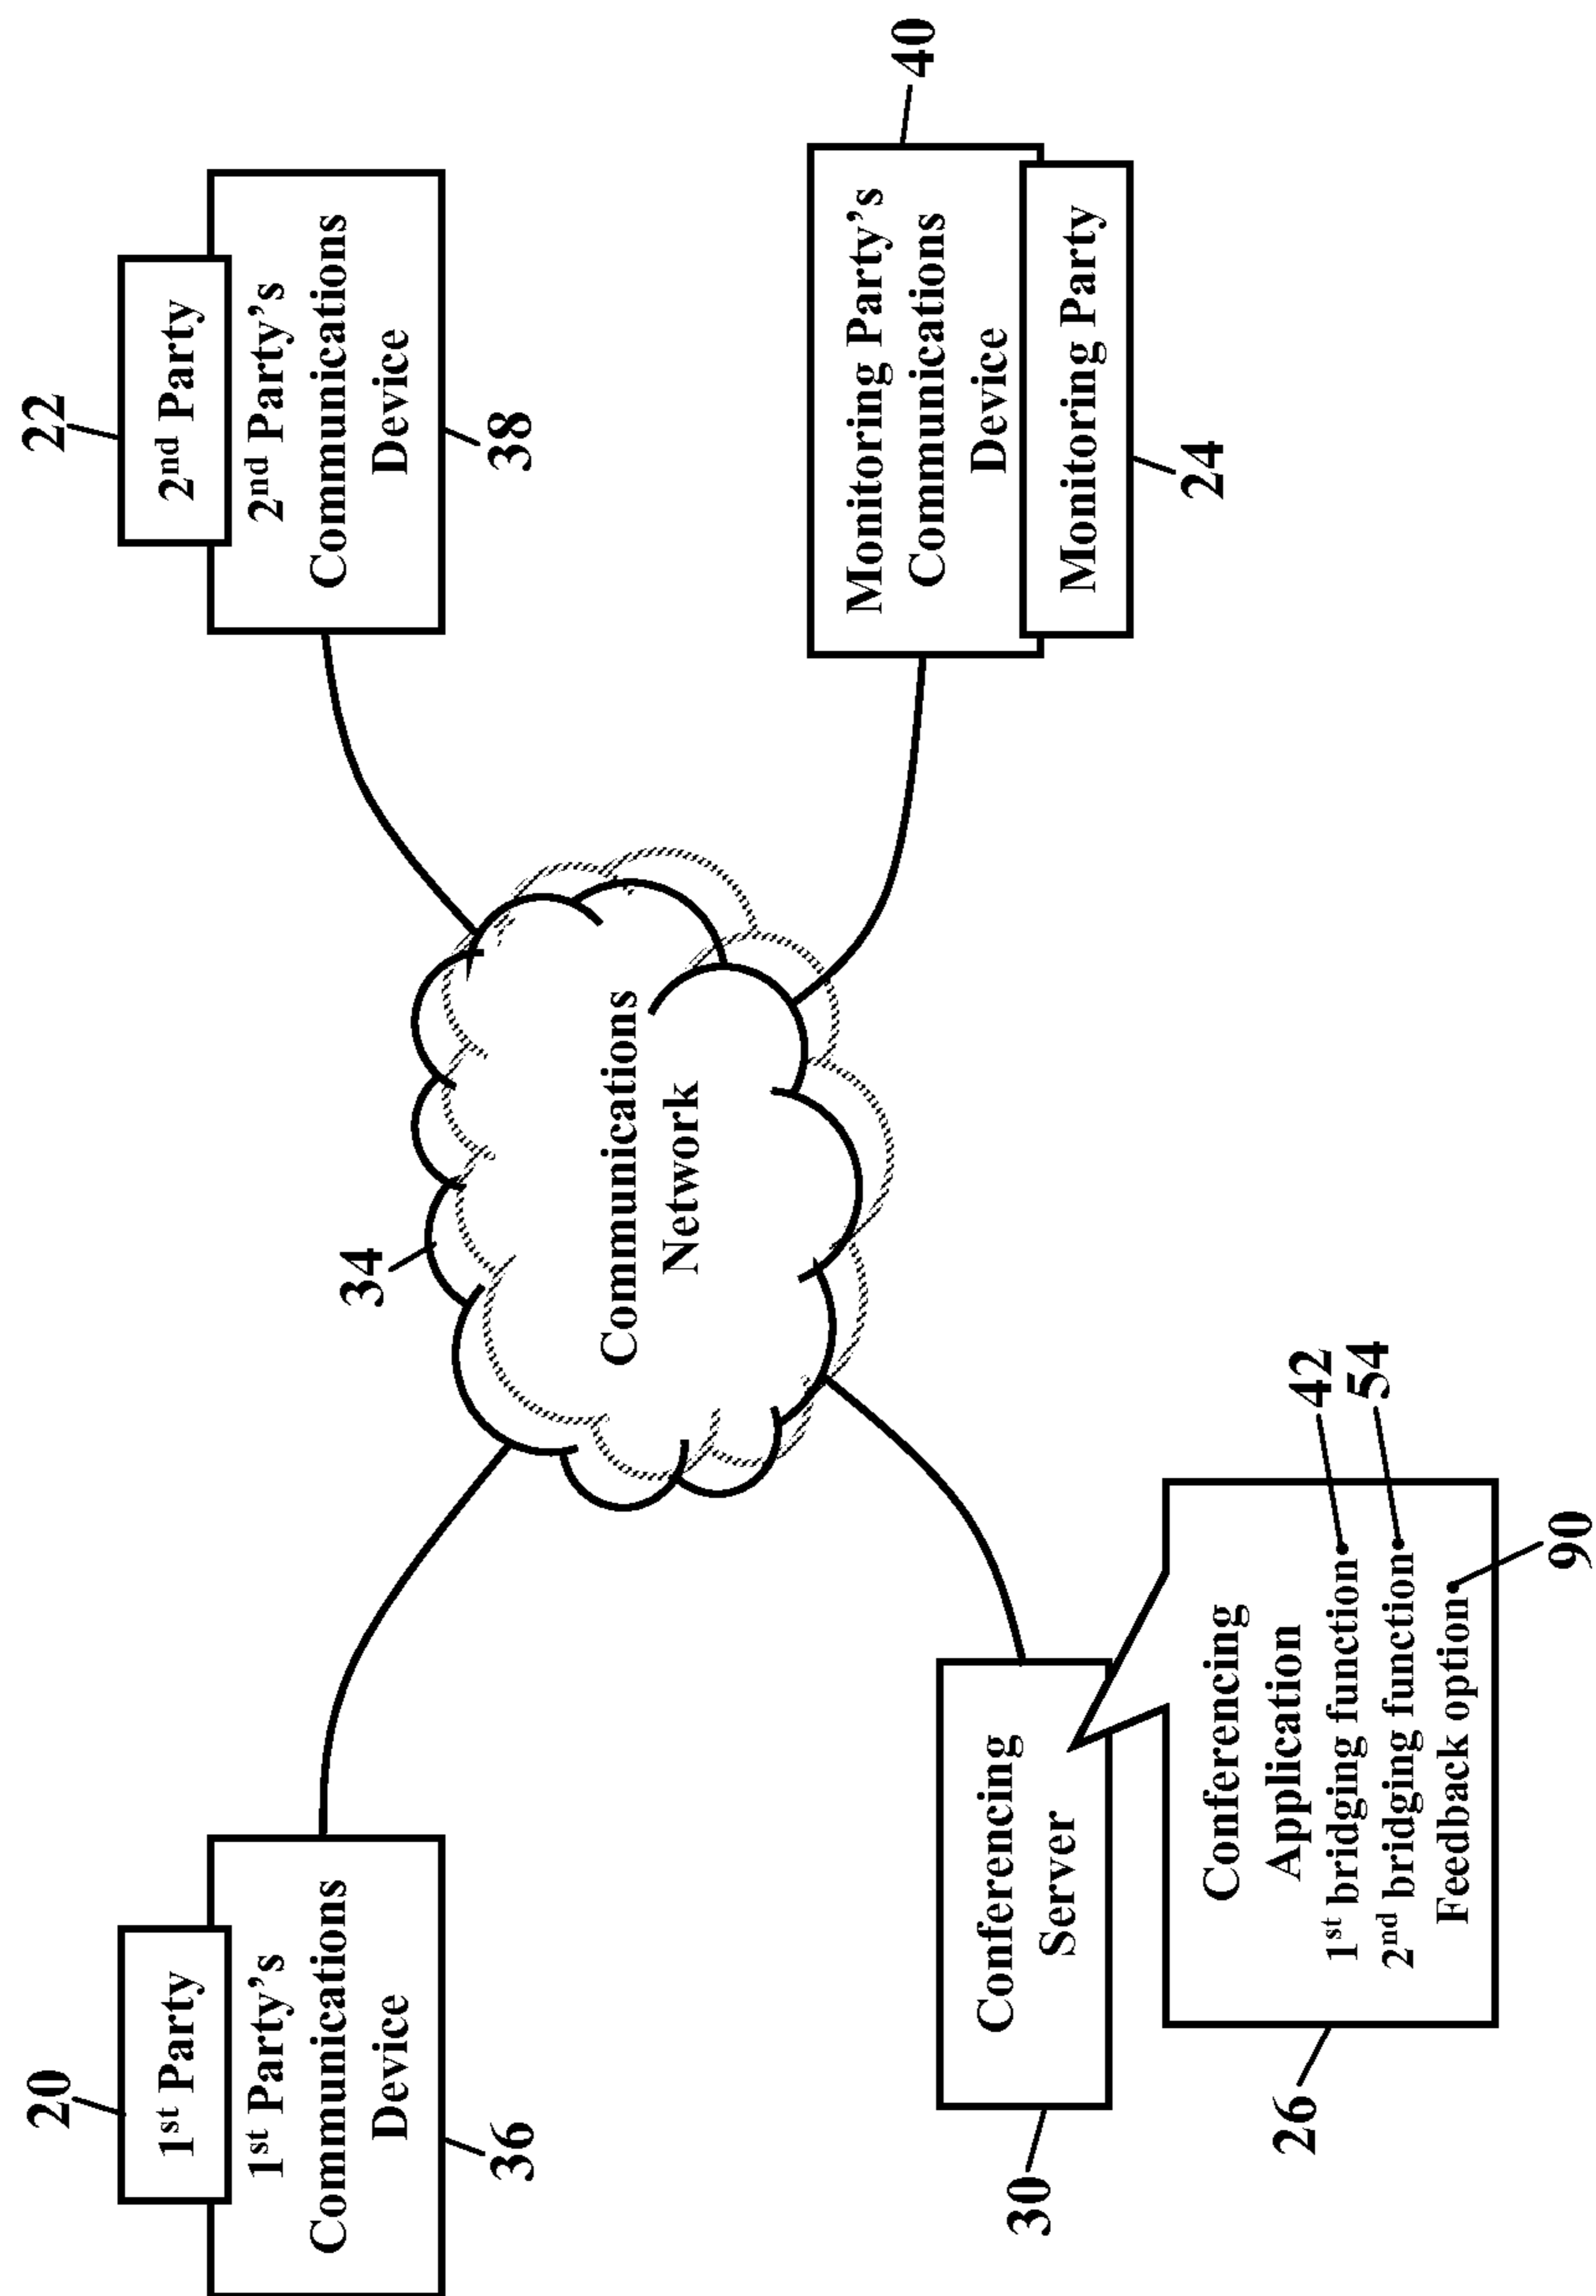 20
1st Party
1st Party's
Communications
Device
36
22
2nd Party
2nd Party's
Communications
Device
38
34
Communications
Network
Conferencing
Server
30
Conferencing
Application
1st bridging function
42
2nd bridging function
54
Feedback option
90
26
40
Monitoring Party's
Communications
Device
Monitoring Party
24